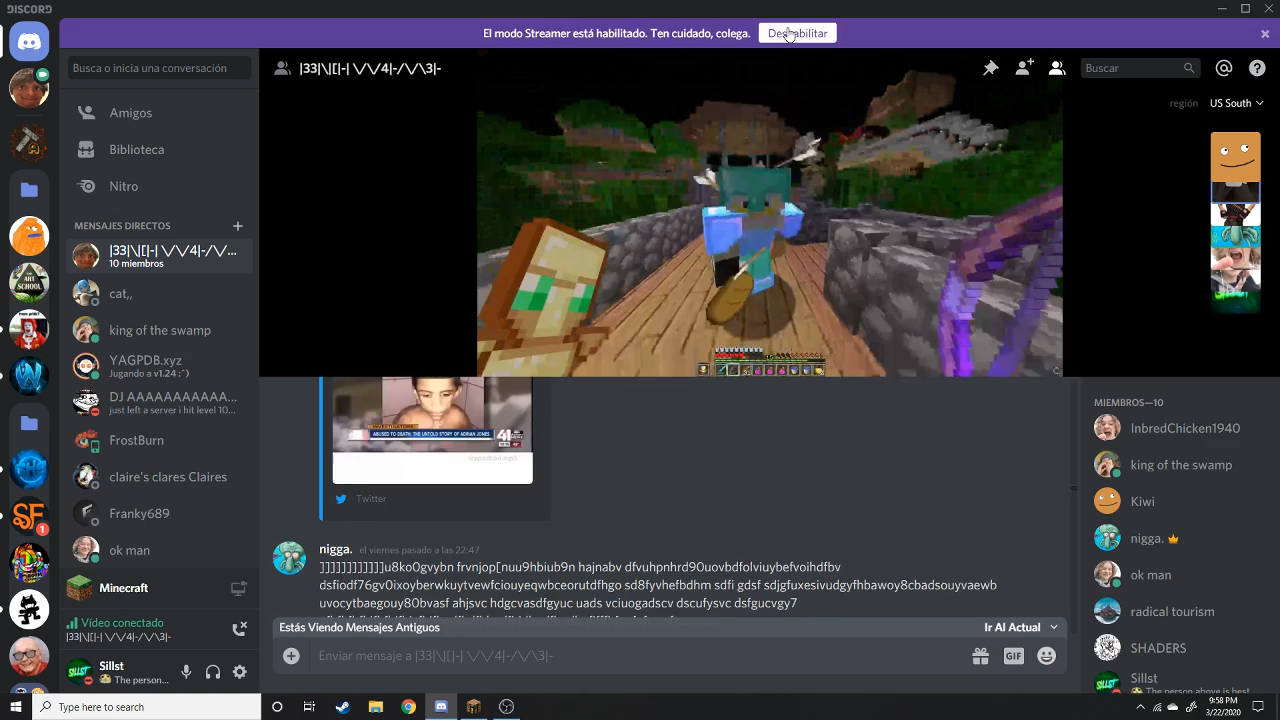 DISCORD
El modo Streamer está habilitado. Ten cuidado, colega.
Deshabilitar
Busca o inicia una conversación
|33|\|[|-| \/\/4|-/\/\3|-
Buscar
región
US South
Amigos
Biblioteca
Nitro
MENSAJES DIRECTOS
|33|\|[|-| \/\/4|-/\/...
10 miembros
cat,,
king of the swamp
YAGPDB.xyz
Jugando a v1.24 :^)
DJ AAAAAAAAAAA...
just left a server i hit level 10...
FrostBurn
claire's clares Claires
Franky689
ok man
ABUSED TO DEATH: THE UNTOLD STORY OF ADRIAN JONES
41
Twitter
nigga. el viernes pasado a las 22:47
]]]]]]]]]]]]u8ko0gvybn frvnjop[nuu9hbiub9n hajnabv dfvuhpnhrd90uovbdfolviuybefvoihdfbv
dsfiodf76gv0ixoyberwkuytvewfciouyeqwbceorutdfhgo sd8fyvhefbdhm sdfi gdsf sdjgfuxesivudgyfhbawoy8cbadsouyvaewb
uvocytbaegouy80bvasf ahjsvc hdgcvasdfgyuc uads vciuogadscv dscufysvc dsfgucvgy7
Estás Viendo Mensajes Antiguos
Ir Al Actual
Enviar mensaje a |33|\|[|-| \/\/4|-/\/\3|-
GIF
MIEMBROS—10
InbredChicken1940
king of the swamp
Kiwi
nigga.
ok man
radical tourism
SHADERS
Sillst
The person above is best
Minecraft
Vídeo conectado
|33|\|[|-| \/\/4|-/\/\3|-
Sillst
The person...
Type here to search
9:58 PM
3/22/2020
ART SCHOOL
SF
1